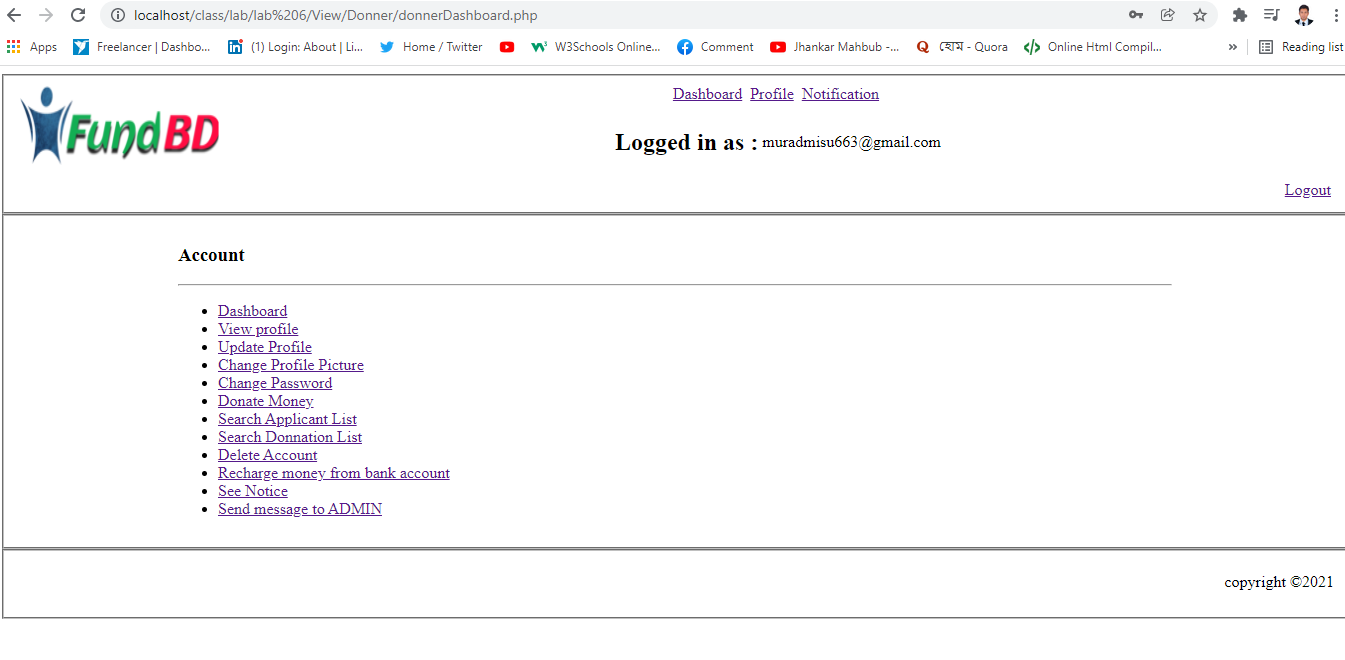 localhost/class/lab/lab%206/View/Donner/donnerDashboard.php
Apps Freelancer | Dashbo... (1) Login: About | Li... Home / Twitter W3Schools Online... Comment Jhankar Mahbub -... হোম - Quora Online Html Compil... » Reading list
FundBD
Dashboard Profile Notification
Logged in as : muradmisu663@gmail.com
Logout
Account
Dashboard
View profile
Update Profile
Change Profile Picture
Change Password
Donate Money
Search Applicant List
Search Donnation List
Delete Account
Recharge money from bank account
See Notice
Send message to ADMIN
copyright ©2021